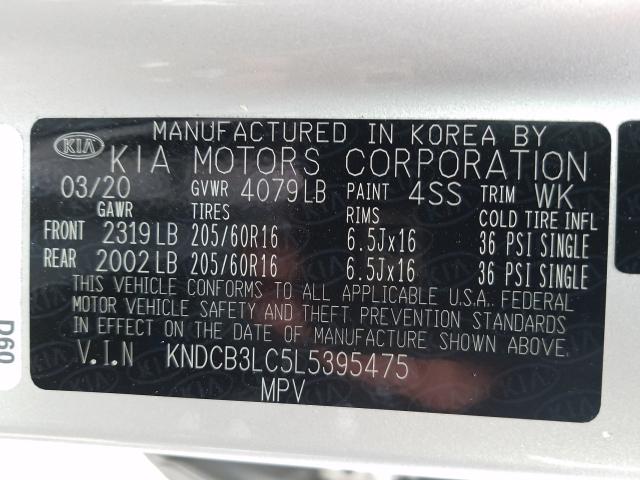 MANUFACTURED IN KOREA BY
KIA KIA MOTORS CORPORATION
03/20 GVWR 4079LB PAINT 4SS TRIM WK
GAWR TIRES RIMS COLD TIRE INFL
FRONT 2319LB 205/60R16 6.5Jx16 36 PSI SINGLE
REAR 2002LB 205/60R16 6.5Jx16 36 PSI SINGLE
THIS VEHICLE CONFORMS TO ALL APPLICABLE U.S.A. FEDERAL
MOTOR VEHICLE SAFETY AND THEFT PREVENTION STANDARDS
IN EFFECT ON THE DATE OF MANUFACTURE SHOWN ABOVE.
V.I.N KNDCB3LC5L5395475
MPV
D60